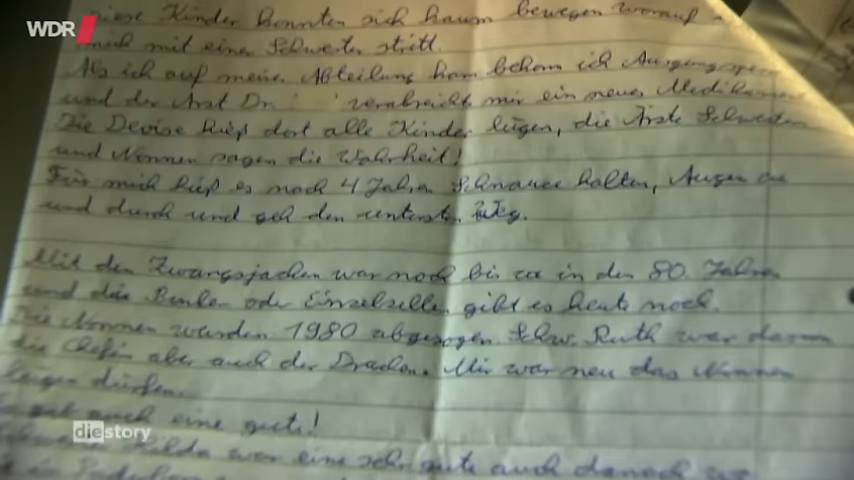 WDR
diese Kinder konnten sich kaum bewegen worauf
mich mit einer Schwester stritt.
Als ich auf meine Abteilung kam bekam ich Ausgangssperre
und der Arzt Dr. verabreichte mir ein neues Medikament
Die Devise hieß dort alle Kinder lügen, die Ärzte Schwestern
und Nonnen sagen die Wahrheit!
Für mich hieß es noch 4 Jahre Schnauze halten, Augen zu
und durch und geh den untersten Weg.
Mit den Zwangsjacken war noch bis ca in den 80. Jahren
und die Bunker oder Einzelzellen gibt es heute noch.
Die Nonnen wurden 1980 abgezogen Schw. Ruth war davon
die Chefin aber auch der Drachen. Mir war neu das Nonnen
lügen dürfen.
gab auch eine gute!
Hilda war eine sehr gute auch danach
die story